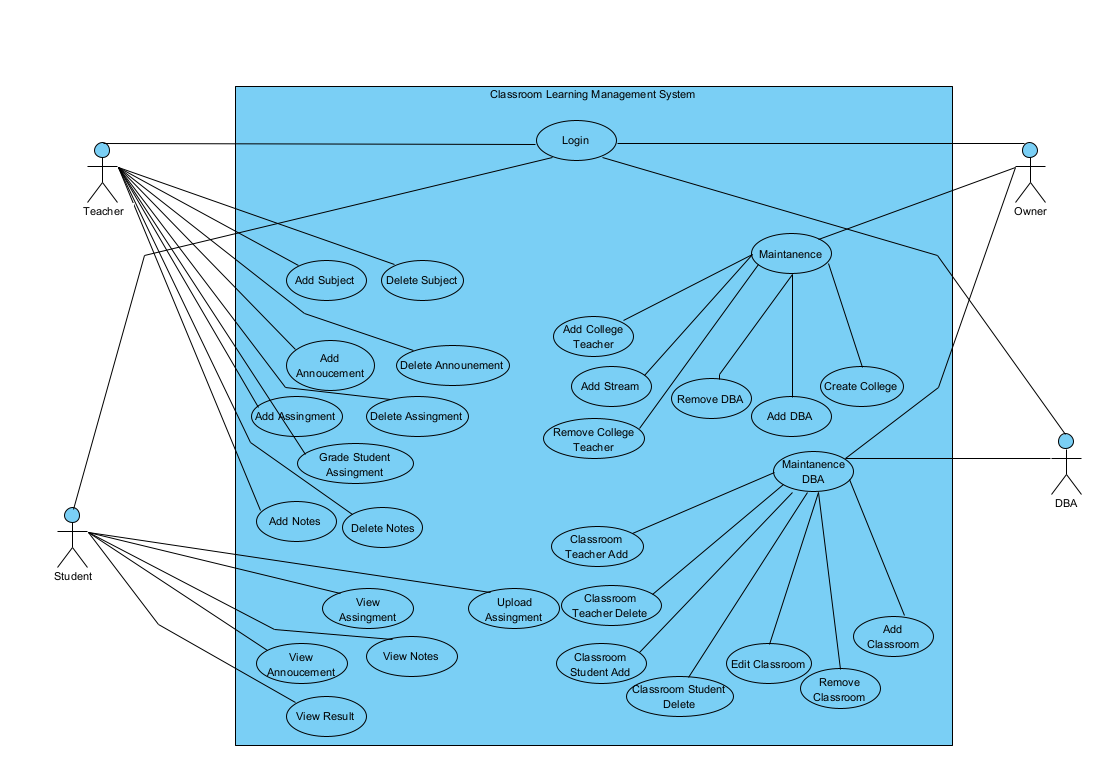 Classroom Learning Management System
Login
Teacher
Owner
Maintanence
Add Subject
Delete Subject
Add College
Teacher
Add
Annoucement
Delete Announement
Add Stream
Remove DBA
Create College
Add Assingment
Delete Assingment
Add DBA
Remove College
Teacher
Grade Student
Assingment
Maintanence
DBA
DBA
Add Notes
Delete Notes
Student
Classroom
Teacher Add
View
Assingment
Upload
Assingment
Classroom
Teacher Delete
Add
Classroom
View
Annoucement
View Notes
Classroom
Student Add
Edit Classroom
Classroom Student
Delete
Remove
Classroom
View Result